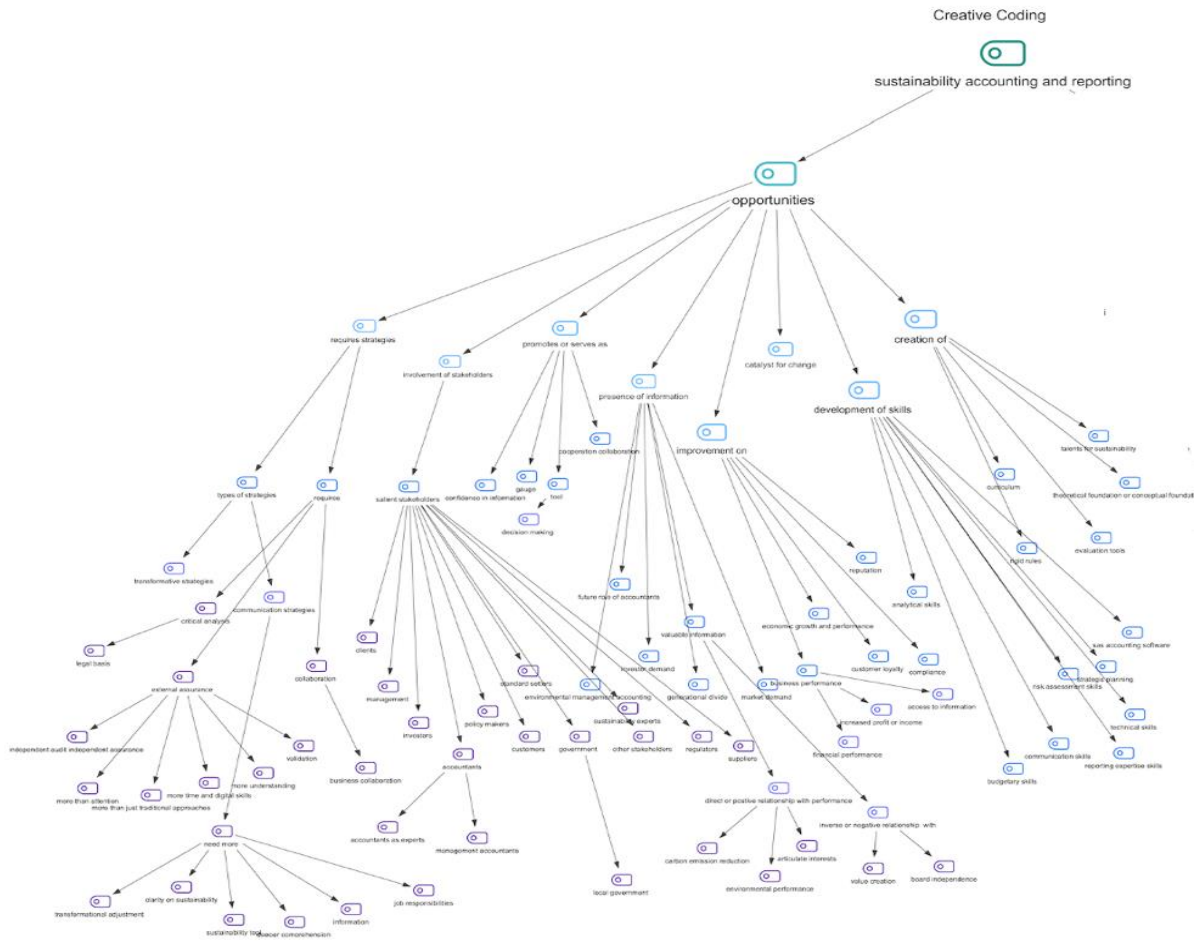 Creative Coding
sustainability accounting and reporting
opportunities
requires strategies
promotes or serves as
creation of
involvement of stakeholders
catalyst for change
presence of information
development of skills
cooperation collaboration
improvement on
talents for sustainability
types of strategies
requires
salient stakeholders
confidence in information
gauge
tool
curriculum
theoretical foundation or conceptual foundat
decision making
rigid rules
evaluation tools
transformative strategies
communication strategies
critical analysis
future role of accountants
reputation
analytical skills
economic growth and performance
valuable information
legal basis
clients
sas accounting software
external assurance
collaboration
standard setters
investor demand
customer loyalty
compliance
strategic planning
risk assessment skills
management
environmental management accounting
generational divide
market demand
business performance
access to information
policy makers
sustainability experts
increased profit or income
technical skills
independent audit independent assurance
validation
investors
customers
government
other stakeholders
regulators
suppliers
financial performance
communication skills
reporting expertise skills
more than attention
more than just traditional approaches
more time and digital skills
more understanding
business collaboration
accountants
budgetary skills
direct or positive relationship with performance
inverse or negative relationship with
need more
accountants as experts
management accountants
carbon emission reduction
articulate interests
environmental performance
value creation
board independence
local government
transformational adjustment
clarity on sustainability
sustainability tool
information
job responsibilities